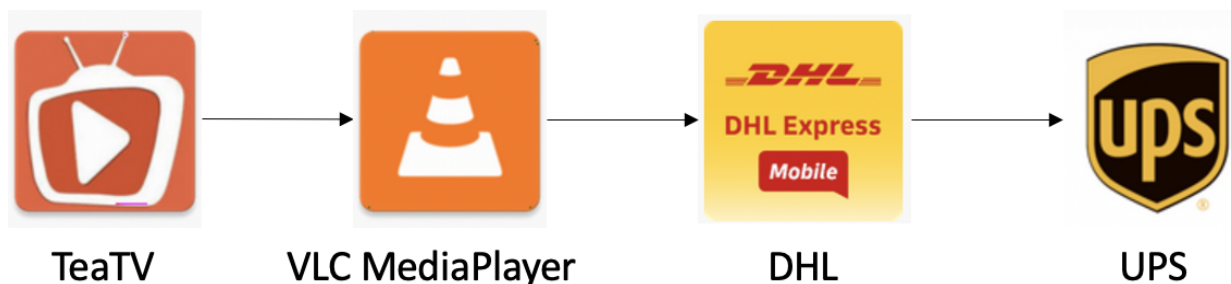 DHL
DHL Express
Mobile
ups
®
TeaTV
VLC MediaPlayer
DHL
UPS